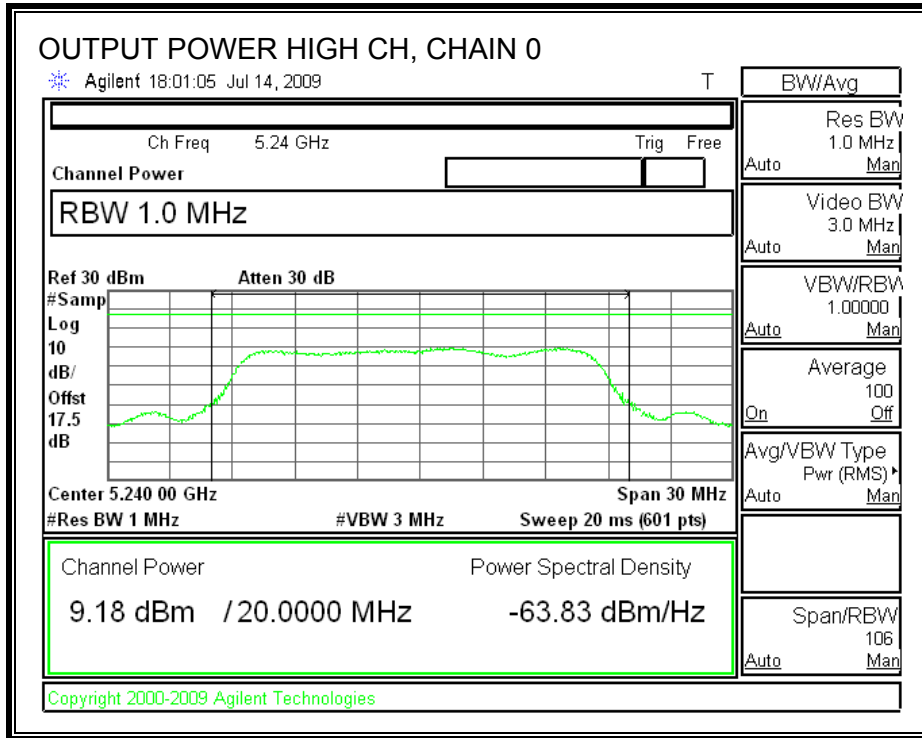 OUTPUT POWER HIGH CH, CHAIN 0
Agilent 18:01:05 Jul 14, 2009 T
BW/Avg
Ch Freq 5.24 GHz Trig Free
Channel Power
RBW 1.0 MHz
Ref 30 dBm Atten 30 dB
#Samp
Log
10
dB/
Offst
17.5
dB
Center 5.240 00 GHz Span 30 MHz
#Res BW 1 MHz #VBW 3 MHz Sweep 20 ms (601 pts)
Channel Power Power Spectral Density
9.18 dBm / 20.0000 MHz -63.83 dBm/Hz
Copyright 2000-2009 Agilent Technologies
Res BW
1.0 MHz
Auto Man
Video BW
3.0 MHz
Auto Man
VBW/RBW
1.00000
Auto Man
Average
100
On Off
Avg/VBW Type
Pwr (RMS)
Auto Man
Span/RBW
106
Auto Man